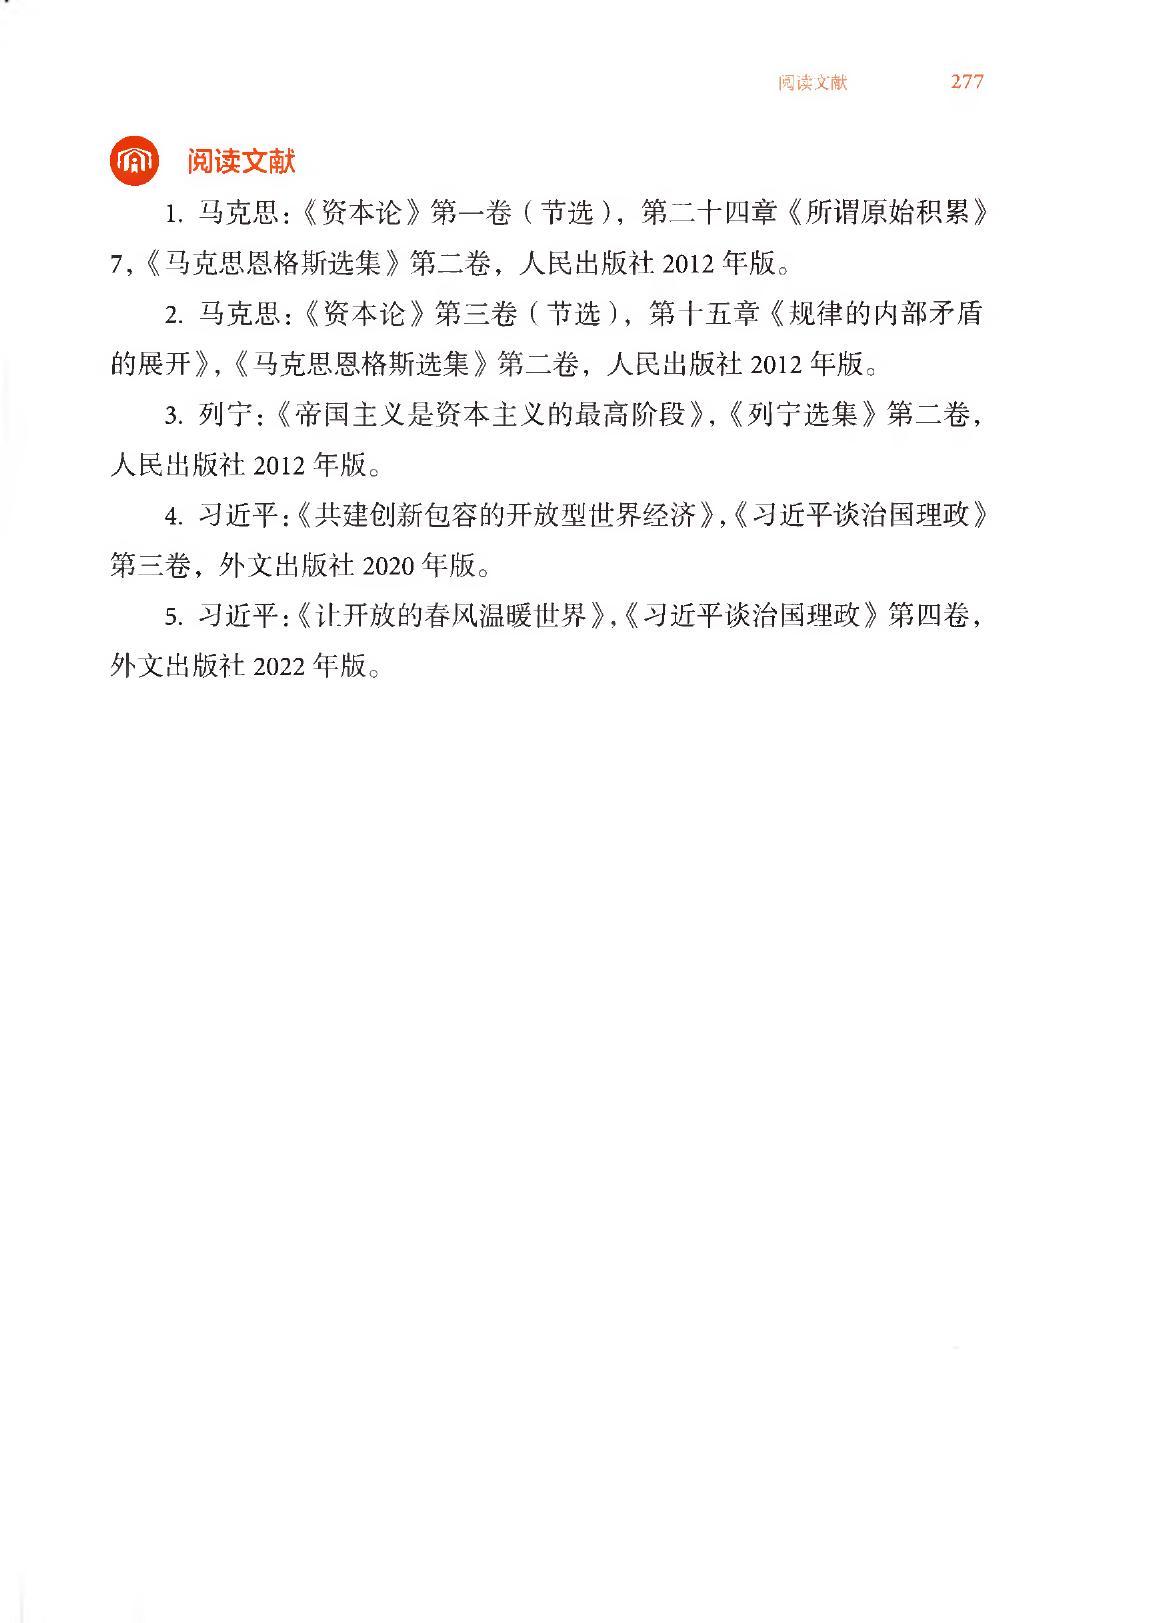 阅读文献 277
阅读文献
1. 马克思：《资本论》第一卷（节选），第二十四章《所谓原始积累》
7，《马克思恩格斯选集》第二卷，人民出版社 2012 年版。
2. 马克思：《资本论》第三卷（节选），第十五章《规律的内部矛盾
的展开》，《马克思恩格斯选集》第二卷，人民出版社 2012 年版。
3. 列宁：《帝国主义是资本主义的最高阶段》，《列宁选集》第二卷，
人民出版社 2012 年版。
4. 习近平：《共建创新包容的开放型世界经济》，《习近平谈治国理政》
第三卷，外文出版社 2020 年版。
5. 习近平：《让开放的春风温暖世界》，《习近平谈治国理政》第四卷，
外文出版社 2022 年版。